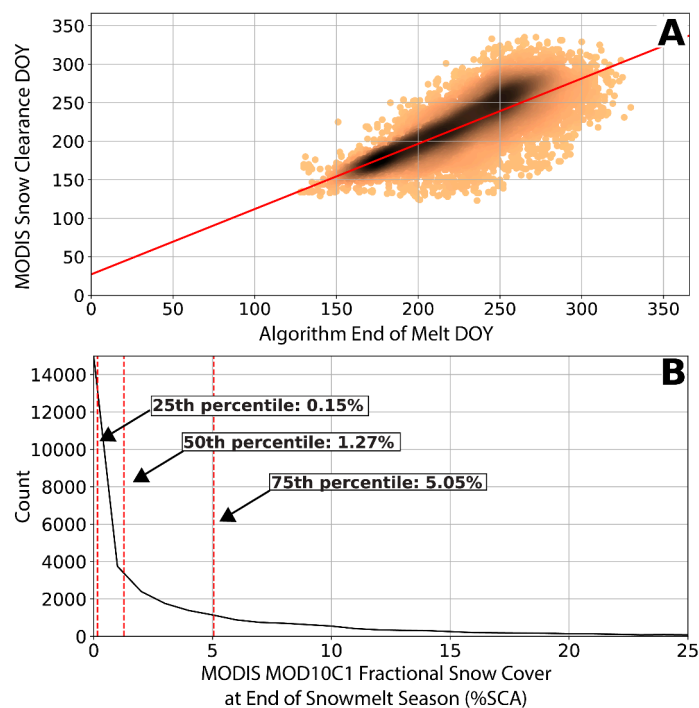 A
350
300
250
200
150
100
50
0
MODIS Snow Clearance DOY
0 50 100 150 200 250 300 350
Algorithm End of Melt DOY
B
14000
12000
10000
8000
6000
4000
2000
0
Count
25th percentile: 0.15%
50th percentile: 1.27%
75th percentile: 5.05%
0 5 10 15 20 25
MODIS MOD10C1 Fractional Snow Cover
at End of Snowmelt Season (%SCA)